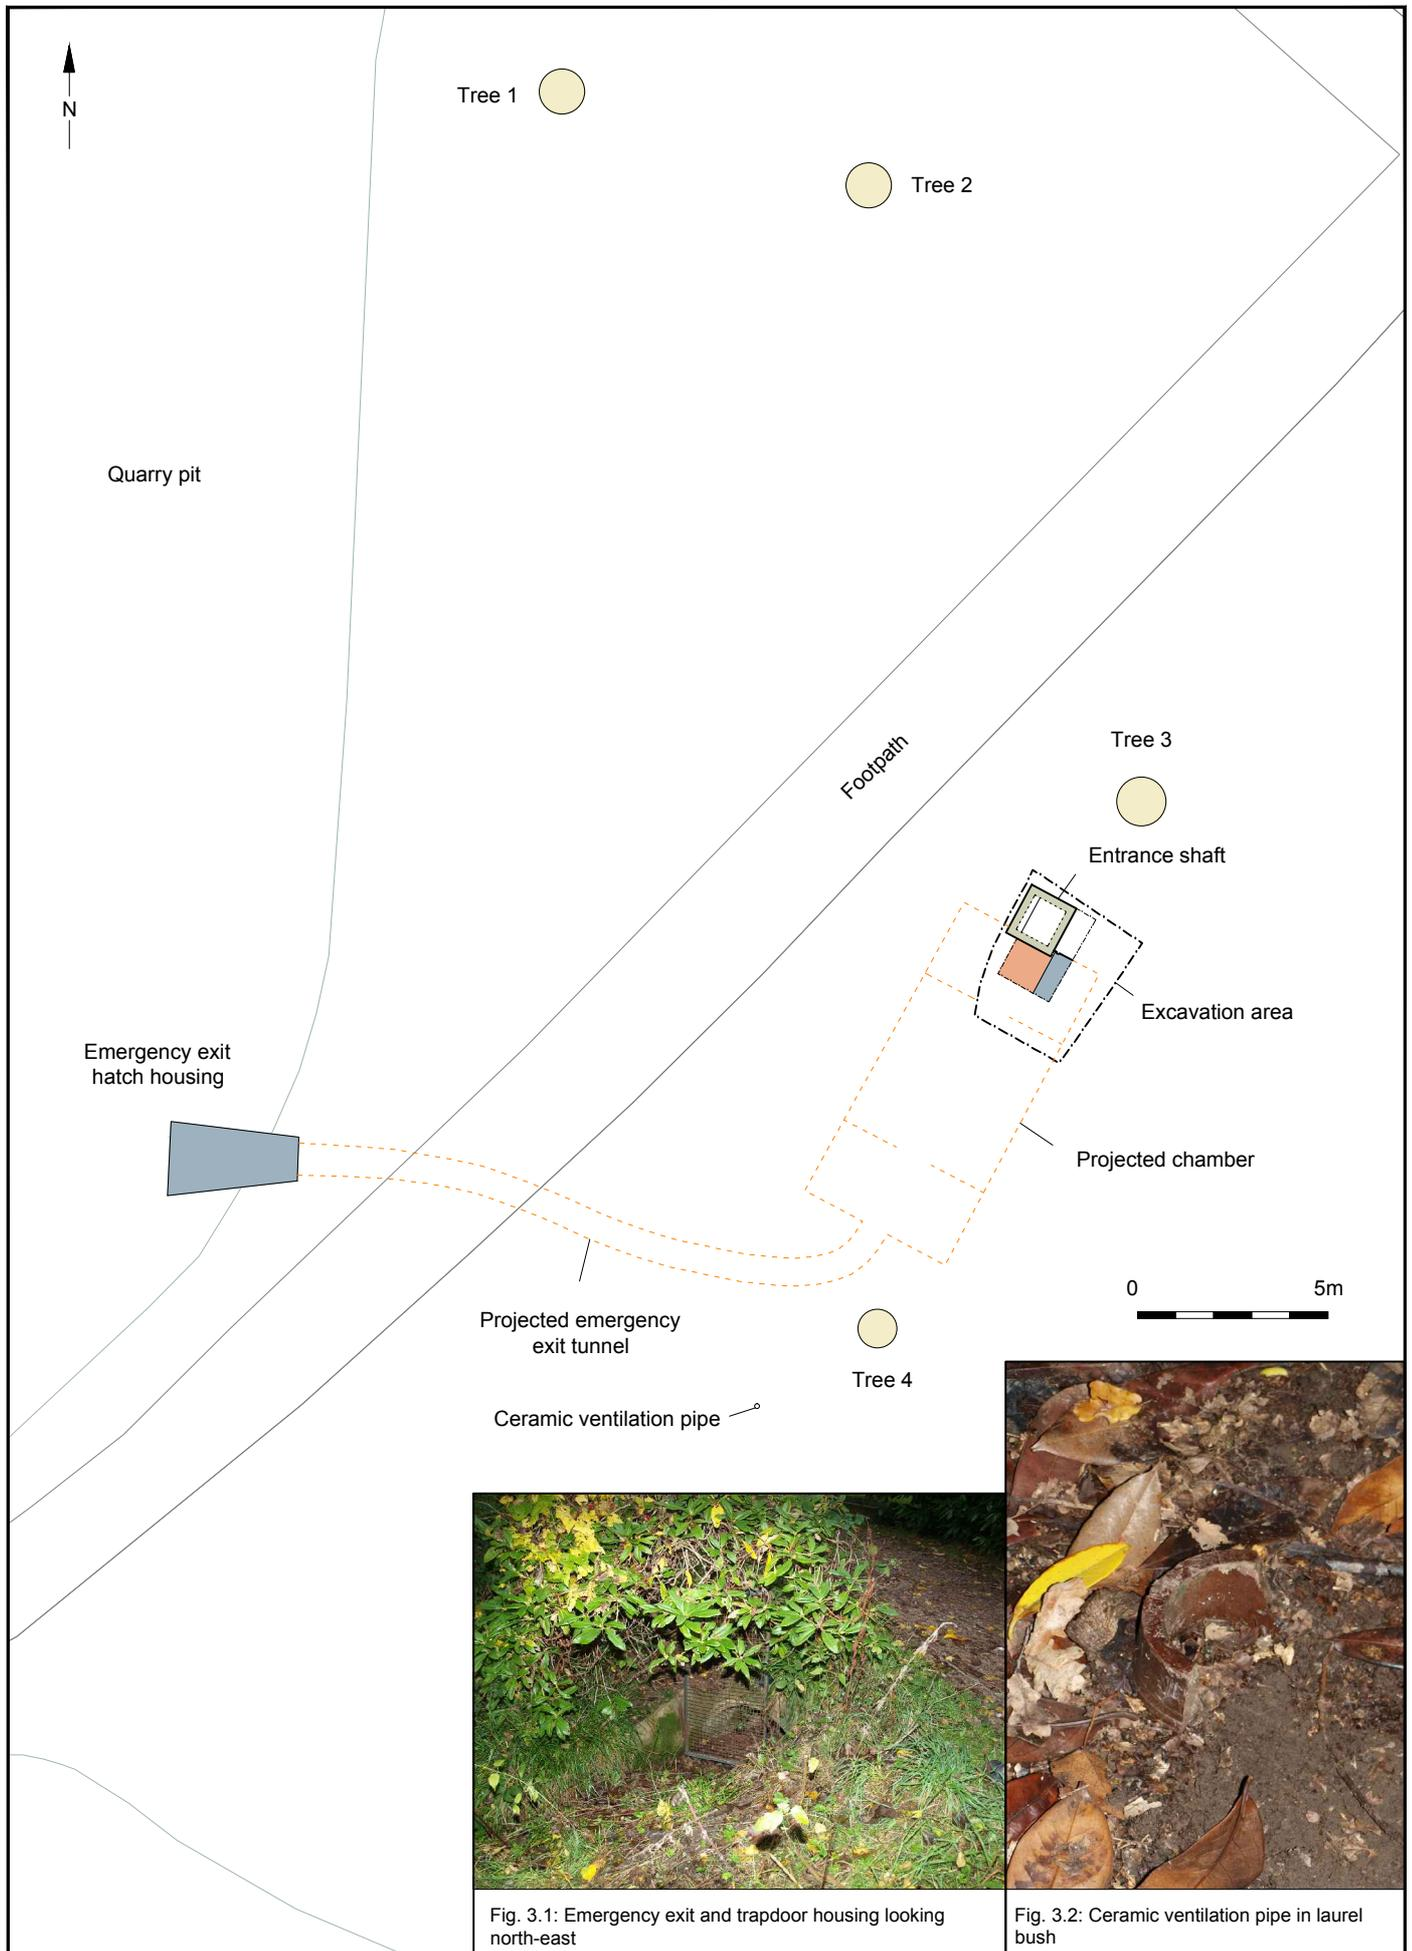 N
Tree 1
Tree 2
Quarry pit
Footpath
Tree 3
Entrance shaft
Excavation area
Emergency exit
hatch housing
Projected chamber
Projected emergency
exit tunnel
0
5m
Tree 4
Ceramic ventilation pipe
Fig. 3.1: Emergency exit and trapdoor housing looking
north-east
Fig. 3.2: Ceramic ventilation pipe in laurel
bush